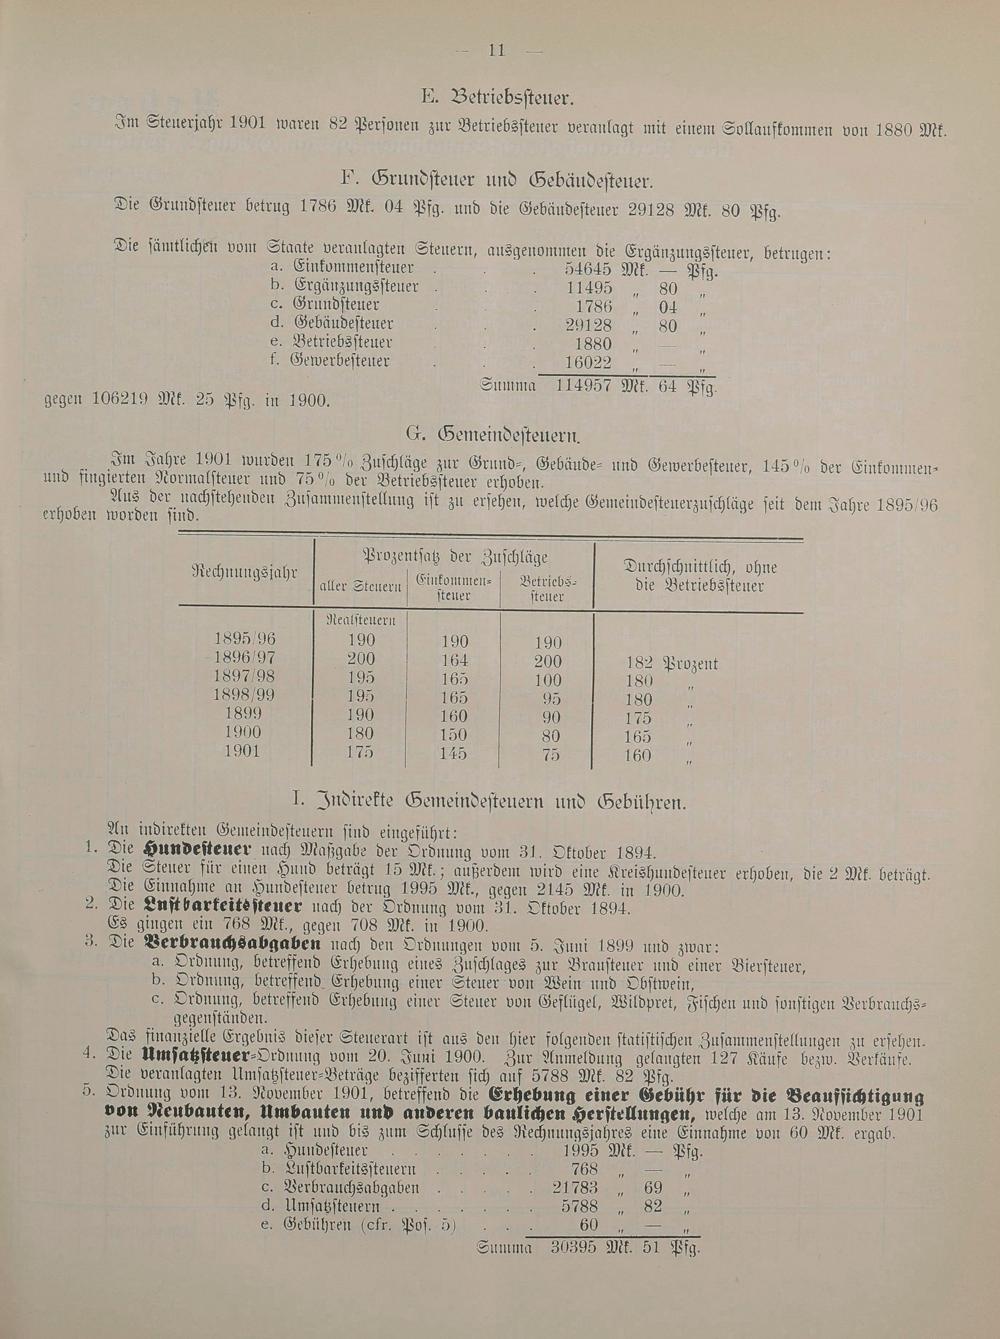 — 11 —
E. Betriebsſteuer.
Im Steuerjahr 1901 waren 82 Perſonen zur Betriebsſteuer veranlagt mit einem Sollaufkommen von 1880 Mk.
F. Grundſteuer und Gebäudeſteuer.
Die Grundſteuer betrug 1786 Mk. 04 Pfg. und die Gebäudeſteuer 29128 Mk. 80 Pfg.
Die ſämtlichen vom Staate veranlagten Steuern, ausgenommen die Ergänzungsſteuer, betrugen:
a. Einkommenſteuer . . . 54645 Mk. — Pfg.
b. Ergänzungsſteuer . . . 11495 „ 80 „
c. Grundſteuer . . . 1786 „ 04 „
d. Gebäudeſteuer . . . 29128 „ 80 „
e. Betriebsſteuer . . . 1880 „ — „
f. Gewerbeſteuer . . . 16022 „ — „
Summa 114957 Mk. 64 Pfg.
gegen 106219 Mk. 25 Pfg. in 1900.
G. Gemeindeſteuern.
Im Jahre 1901 wurden 175% Zuſchläge zur Grund-, Gebäude- und Gewerbeſteuer, 145% der Einkommen-
und fingierten Normalſteuer und 75% der Betriebsſteuer erhoben.
Aus der nachſtehenden Zuſammenſtellung iſt zu erſehen, welche Gemeindeſteuerzuſchläge ſeit dem Jahre 1895/96
erhoben worden ſind.
Rechnungsjahr
Prozentſatz der Zuſchläge
aller Steuern
Einkommen-
ſteuer
Betriebs-
ſteuer
Durchſchnittlich, ohne
die Betriebsſteuer
Realſteuern
1895/96 190 190 190
1896/97 200 164 200 182 Prozent
1897/98 195 165 100 180 „
1898/99 195 165 95 180 „
1899 190 160 90 175 „
1900 180 150 80 165 „
1901 175 145 75 160 „
I. Indirekte Gemeindeſteuern und Gebühren.
An indirekten Gemeindeſteuern ſind eingeführt:
1. Die Hundeſteuer nach Maßgabe der Ordnung vom 31. Oktober 1894.
Die Steuer für einen Hund beträgt 15 Mk.; außerdem wird eine Kreishundeſteuer erhoben, die 2 Mk. beträgt.
Die Einnahme an Hundeſteuer betrug 1995 Mk., gegen 2145 Mk. in 1900.
2. Die Luſtbarkeitsſteuer nach der Ordnung vom 31. Oktober 1894.
Es gingen ein 768 Mk., gegen 708 Mk. in 1900.
3. Die Verbrauchsabgaben nach den Ordnungen vom 5. Juni 1899 und zwar:
a. Ordnung, betreffend Erhebung eines Zuſchlages zur Brauſteuer und einer Bierſteuer,
b. Ordnung, betreffend Erhebung einer Steuer von Wein und Obſtwein,
c. Ordnung, betreffend Erhebung einer Steuer von Geflügel, Wildpret, Fiſchen und ſonſtigen Verbrauchs-
gegenſtänden.
Das finanzielle Ergebnis dieſer Steuerart iſt aus den hier folgenden ſtatiſtiſchen Zuſammenſtellungen zu erſehen.
4. Die Umſatzſteuer-Ordnung vom 20. Juni 1900. Zur Anmeldung gelangten 127 Käufe bezw. Verkäufe.
Die veranlagten Umſatzſteuer-Beträge bezifferten ſich auf 5788 Mk. 82 Pfg.
5. Ordnung vom 13. November 1901, betreffend die Erhebung einer Gebühr für die Beaufſichtigung
von Neubauten, Umbauten und anderen baulichen Herſtellungen, welche am 13. November 1901
zur Einführung gelangt iſt und bis zum Schluſſe des Rechnungsjahres eine Einnahme von 60 Mk. ergab.
a. Hundeſteuer . . . . . . . 1995 Mk. — Pfg.
b. Luſtbarkeitsſteuern . . . . . 768 „ — „
c. Verbrauchsabgaben . . . . . 21783 „ 69 „
d. Umſatzſteuern . . . . . . . 5788 „ 82 „
e. Gebühren (cfr. Poſ. 5) . . . 60 „ — „
Summa 30395 Mk. 51 Pfg.